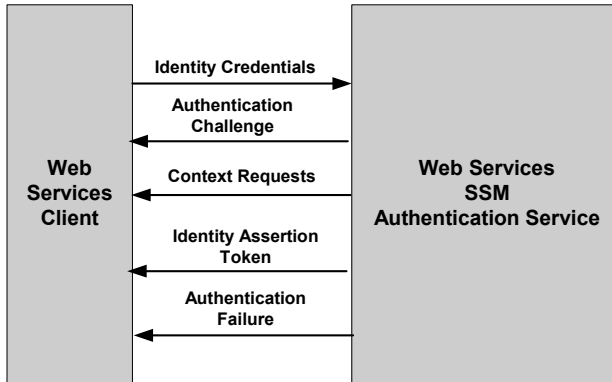 Identity Credentials
Authentication
Challenge
Context Requests
Identity Assertion
Token
Authentication
Failure
Web
Services
Client
Web Services
SSM
Authentication Service